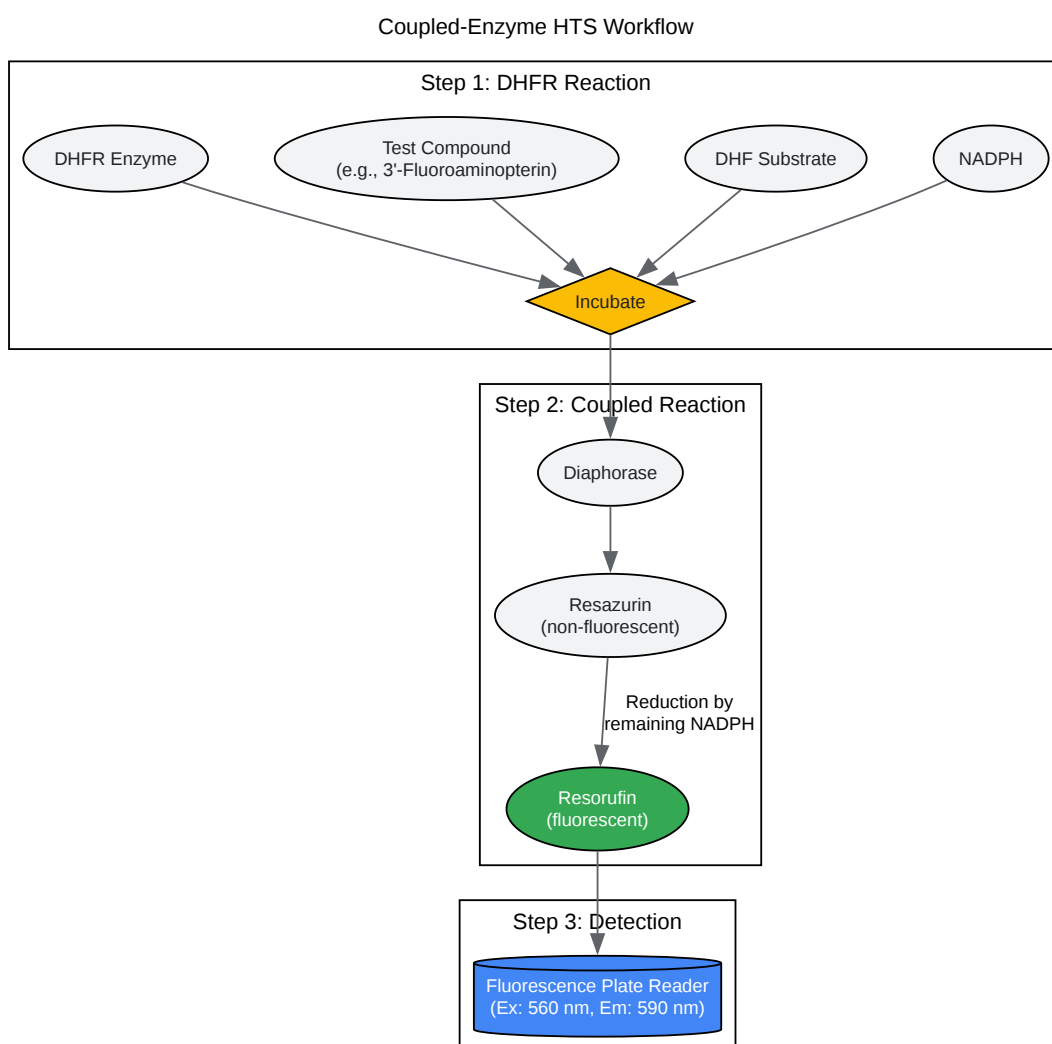 Coupled-Enzyme HTS Workflow
Step 1: DHFR Reaction
DHFR Enzyme
Test Compound
(e.g., 3'-Fluoroaminopterin)
DHF Substrate
NADPH
Incubate
Step 2: Coupled Reaction
Diaphorase
Resazurin
(non-fluorescent)
Reduction by
remaining NADPH
Resorufin
(fluorescent)
Step 3: Detection
Fluorescence Plate Reader
(Ex: 560 nm, Em: 590 nm)